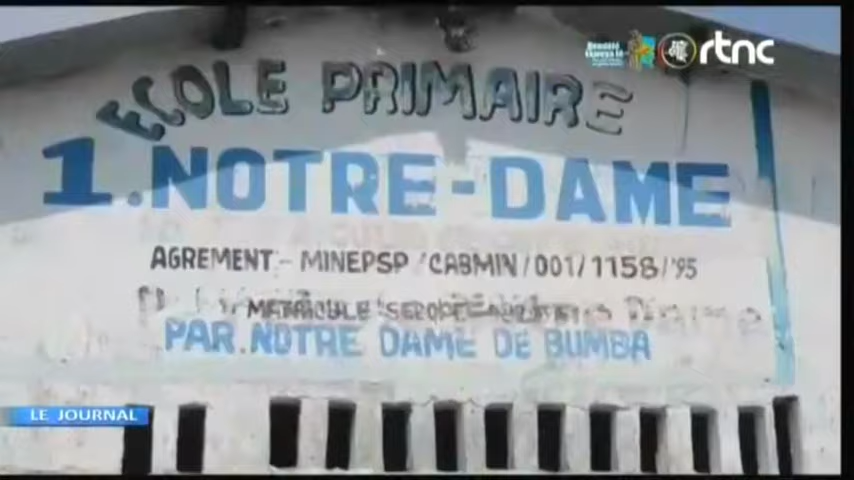 rtnc
ECOLE PRIMAIRE
1. NOTRE-DAME
AGREMENT - MINEPSP / CABMIN / 001 / 1158 / '95
MATRICULE
PAR. NOTRE DAME DE BUMBA
LE JOURNAL